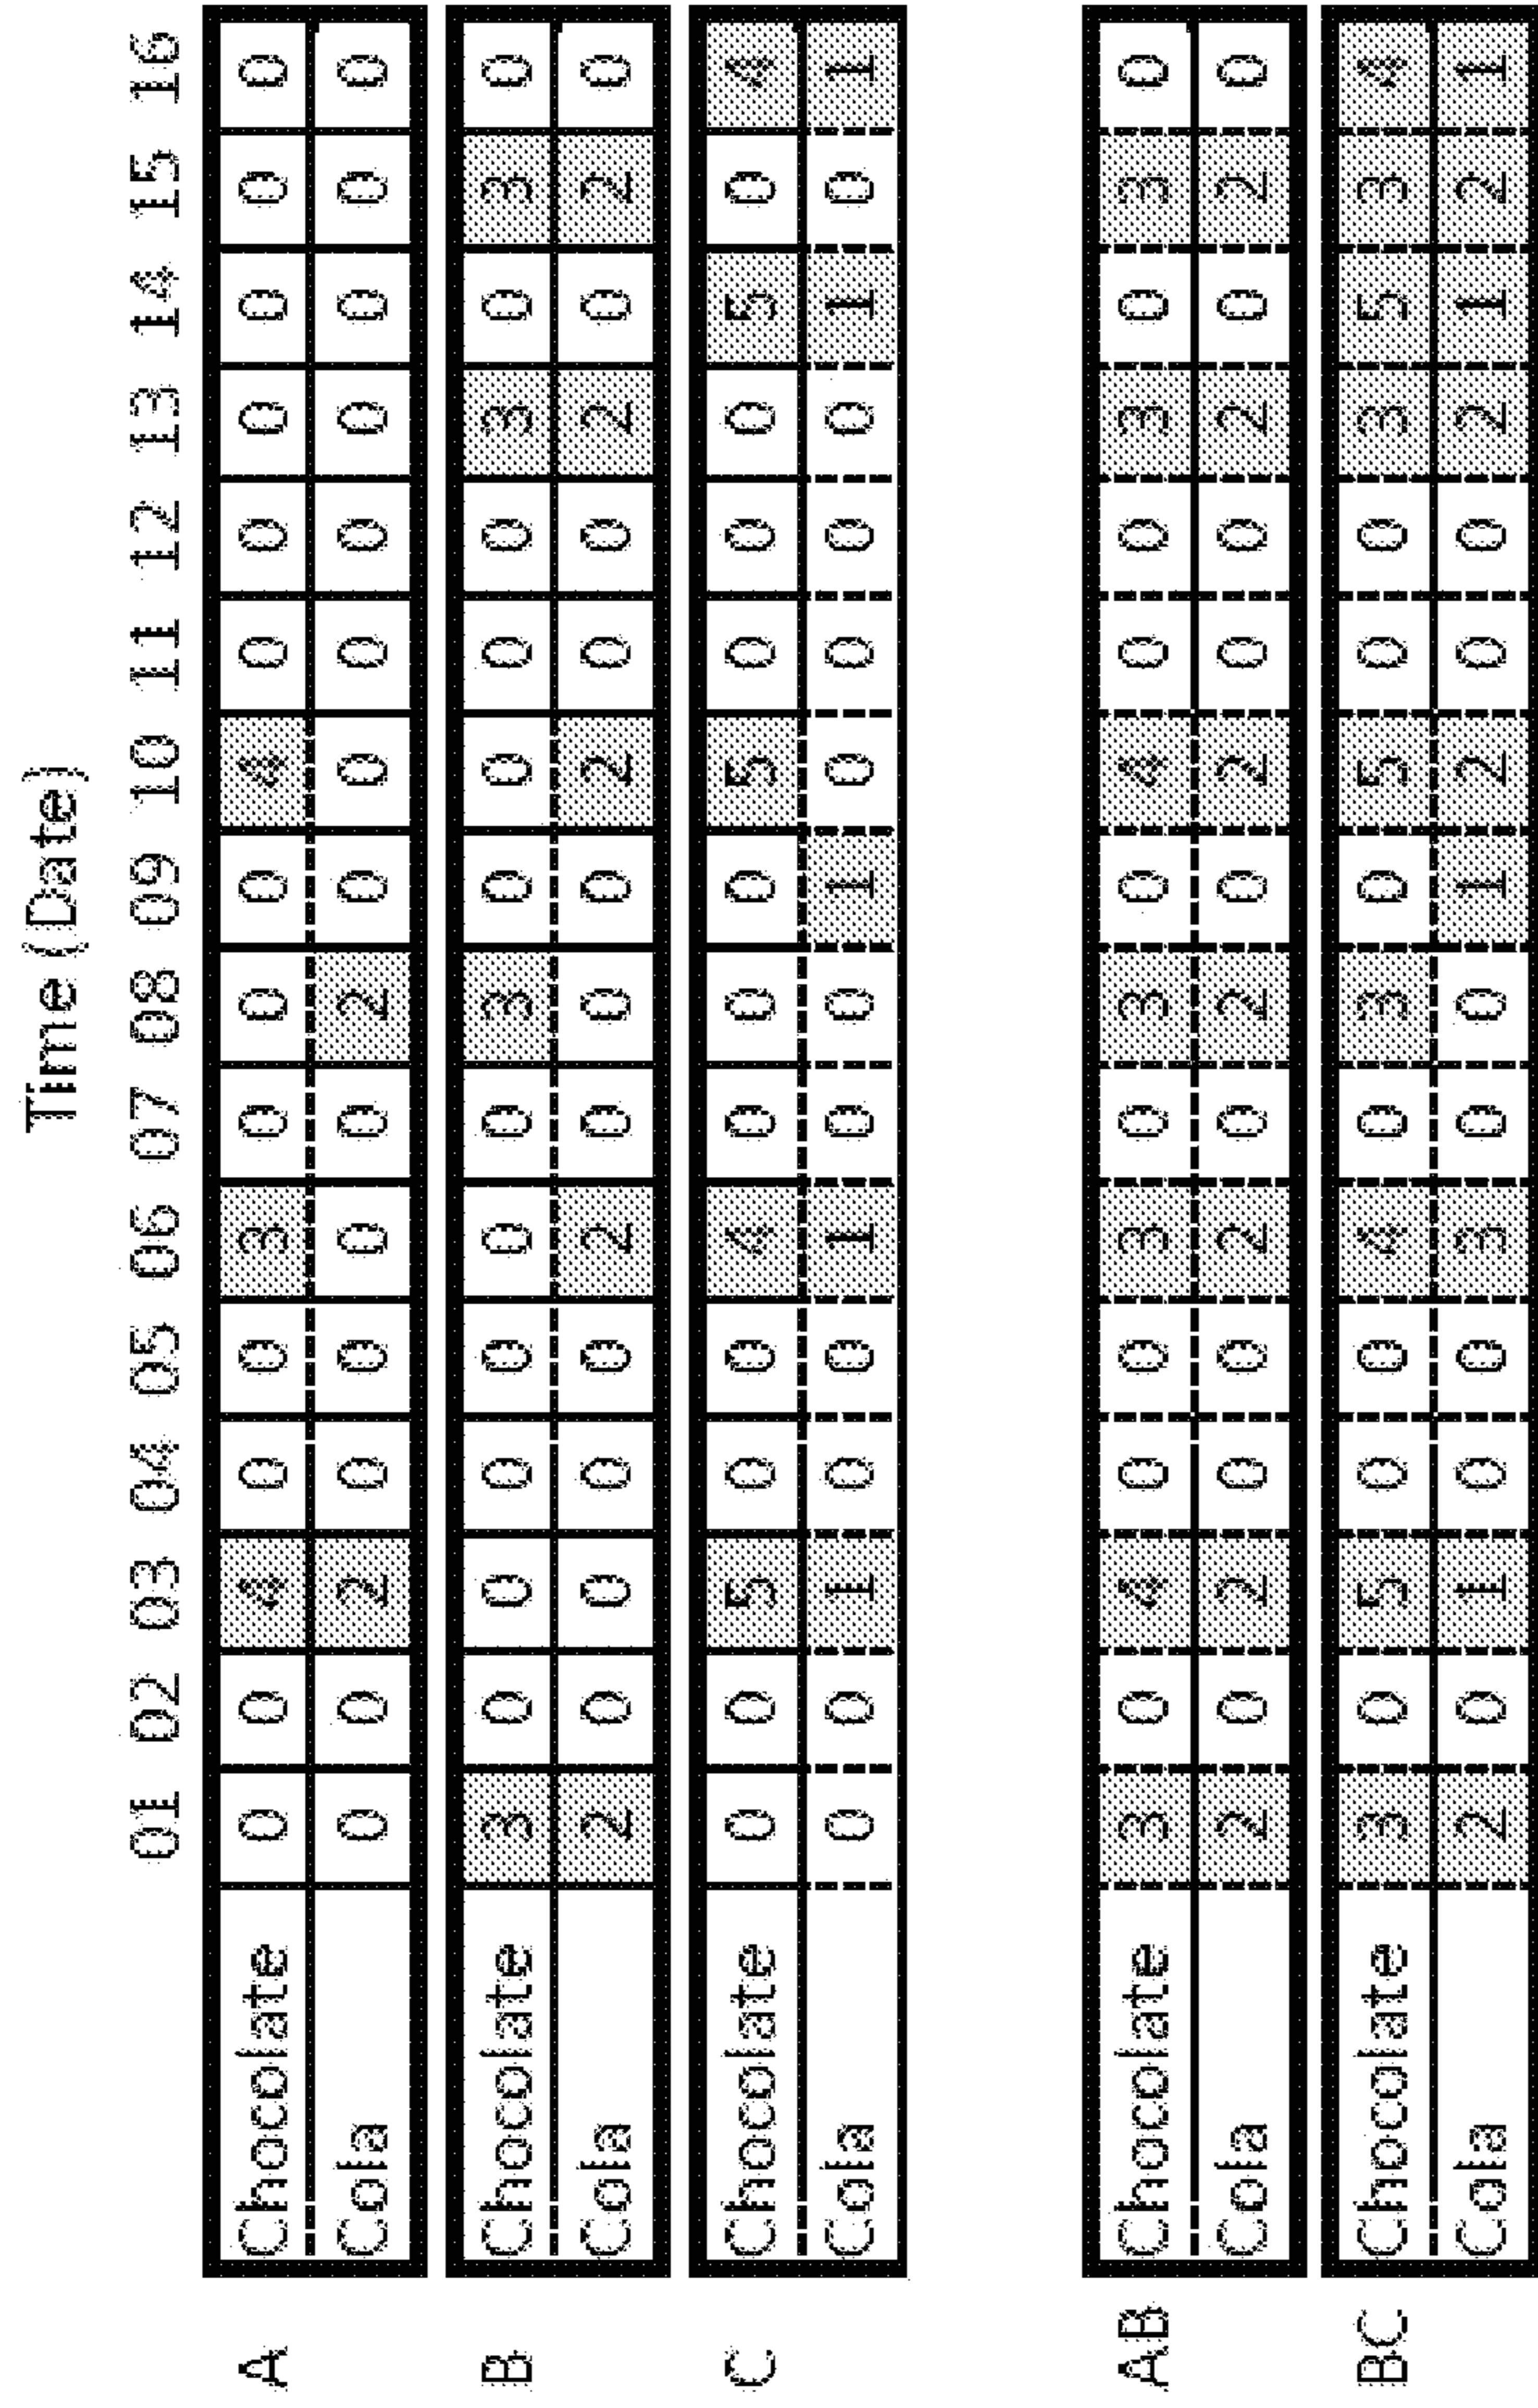 Time (Date)
01 02 03 04 05 06 07 08 09 10 11 12 13 14 15 16
A Chocolate 0 0 4 0 0 3 0 0 0 4 0 0 0 0 0 0
Cola 0 0 2 0 0 0 0 2 0 0 0 0 0 0 0 0
B Chocolate 3 0 0 0 0 0 0 3 0 0 0 0 3 0 3 0
Cola 2 0 0 0 0 2 0 0 0 2 0 0 2 0 2 0
C Chocolate 0 0 5 0 0 4 0 0 0 5 0 0 0 5 0 4
Cola 0 0 1 0 0 1 0 0 1 0 0 0 0 1 0 1
AB Chocolate 3 0 4 0 0 3 0 3 0 4 0 0 3 0 3 0
Cola 2 0 2 0 0 2 0 2 0 2 0 0 2 0 2 0
BC Chocolate 3 0 5 0 0 4 0 3 0 5 0 0 3 5 3 4
Cola 2 0 1 0 0 3 0 0 1 2 0 0 2 1 2 1